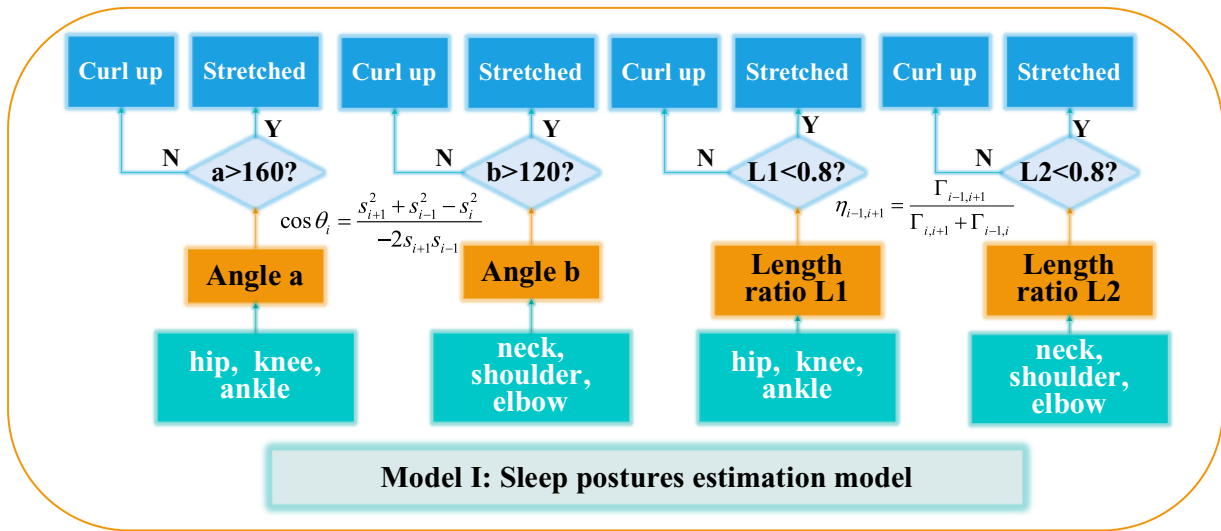 Curl up
Stretched
Curl up
Stretched
Curl up
Stretched
Curl up
Stretched
N
Y
N
Y
N
Y
N
Y
a>160?
b>120?
L1<0.8?
L2<0.8?
cos θ_i = \frac{s_{i+1}^2 + s_{i-1}^2 - s_i^2}{-2s_{i+1}s_{i-1}}
η_{i-1,i+1} = \frac{Γ_{i-1,i+1}}{Γ_{i,i+1} + Γ_{i-1,i}}
Angle a
Angle b
Length
ratio L1
Length
ratio L2
hip, knee,
ankle
neck,
shoulder,
elbow
hip, knee,
ankle
neck,
shoulder,
elbow
Model I: Sleep postures estimation model